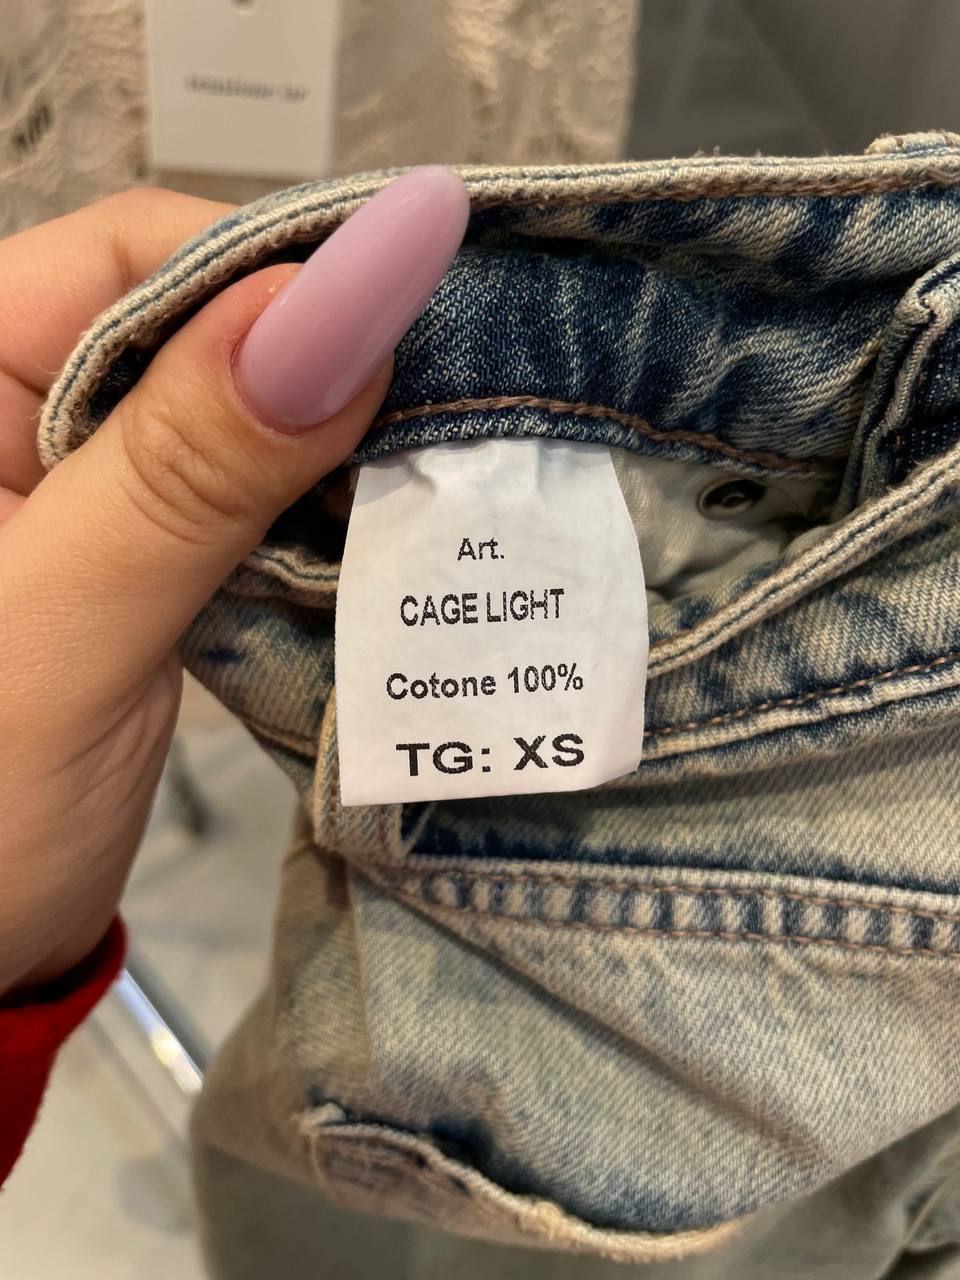 Art.
CAGE LIGHT
Cotone 100%
TG: XS